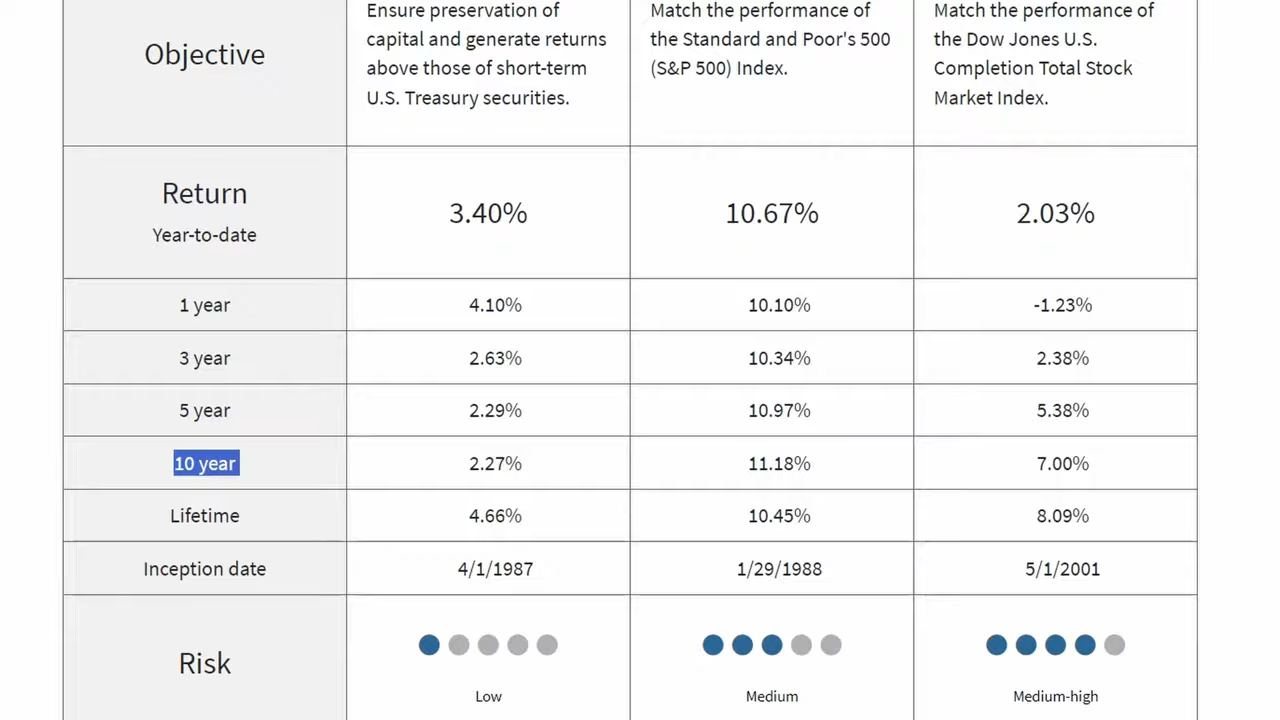 Objective
Ensure preservation of
capital and generate returns
above those of short-term
U.S. Treasury securities.
Match the performance of
the Standard and Poor's 500
(S&P 500) Index.
Match the performance of
the Dow Jones U.S.
Completion Total Stock
Market Index.
Return
Year-to-date
3.40%
10.67%
2.03%
1 year
4.10%
10.10%
-1.23%
3 year
2.63%
10.34%
2.38%
5 year
2.29%
10.97%
5.38%
10 year
2.27%
11.18%
7.00%
Lifetime
4.66%
10.45%
8.09%
Inception date
4/1/1987
1/29/1988
5/1/2001
Risk
Low
Medium
Medium-high